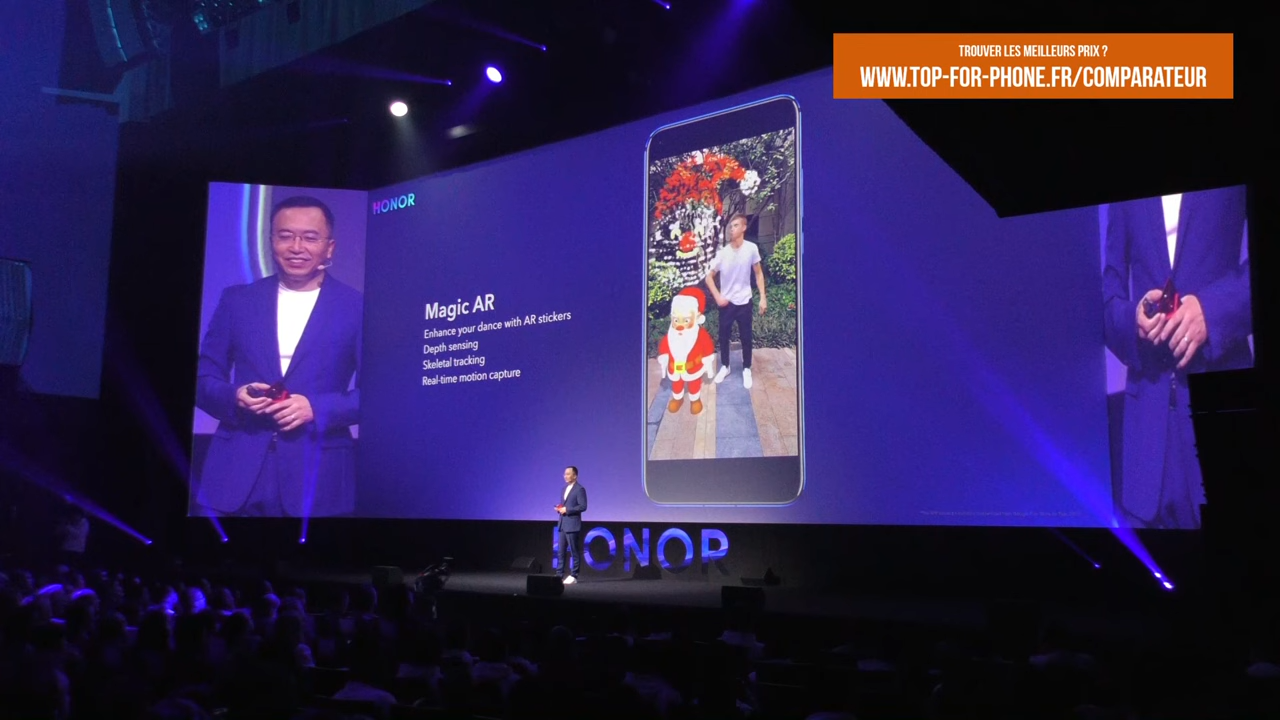 TROUVER LES MEILLEURS PRIX ?
WWW.TOP-FOR-PHONE.FR/COMPARATEUR
HONOR
Magic AR
Enhance your dance with AR stickers
Depth sensing
Skeletal tracking
Real-time motion capture
HONOR